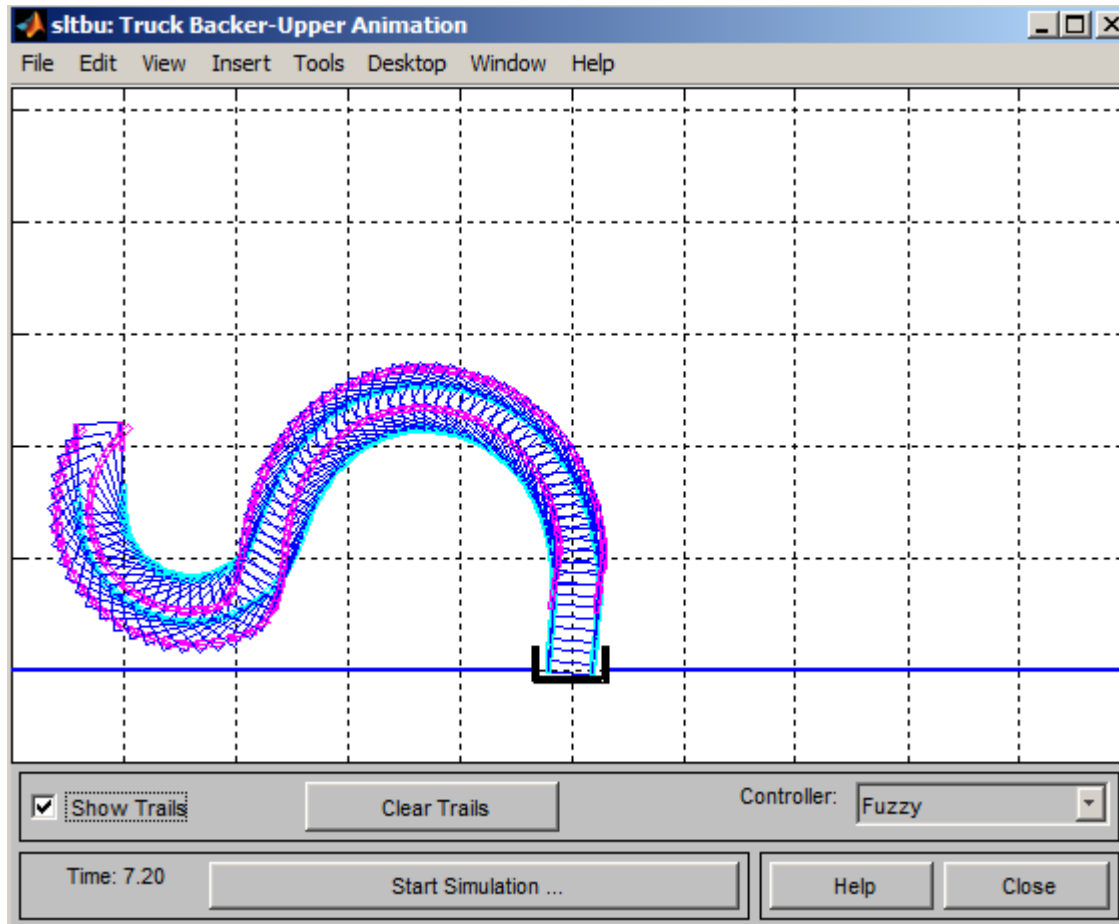 sltbu: Truck Backer-Upper Animation
File Edit View Insert Tools Desktop Window Help
Show Trails Clear Trails Controller: Fuzzy
Time: 7.20 Start Simulation ... Help Close